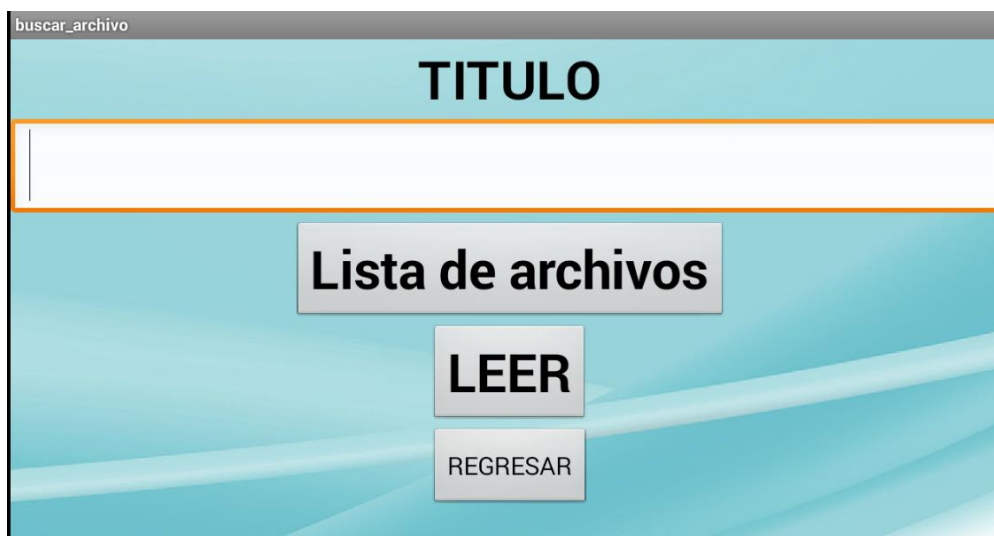 buscar_archivo
TITULO
Lista de archivos
LEER
REGRESAR